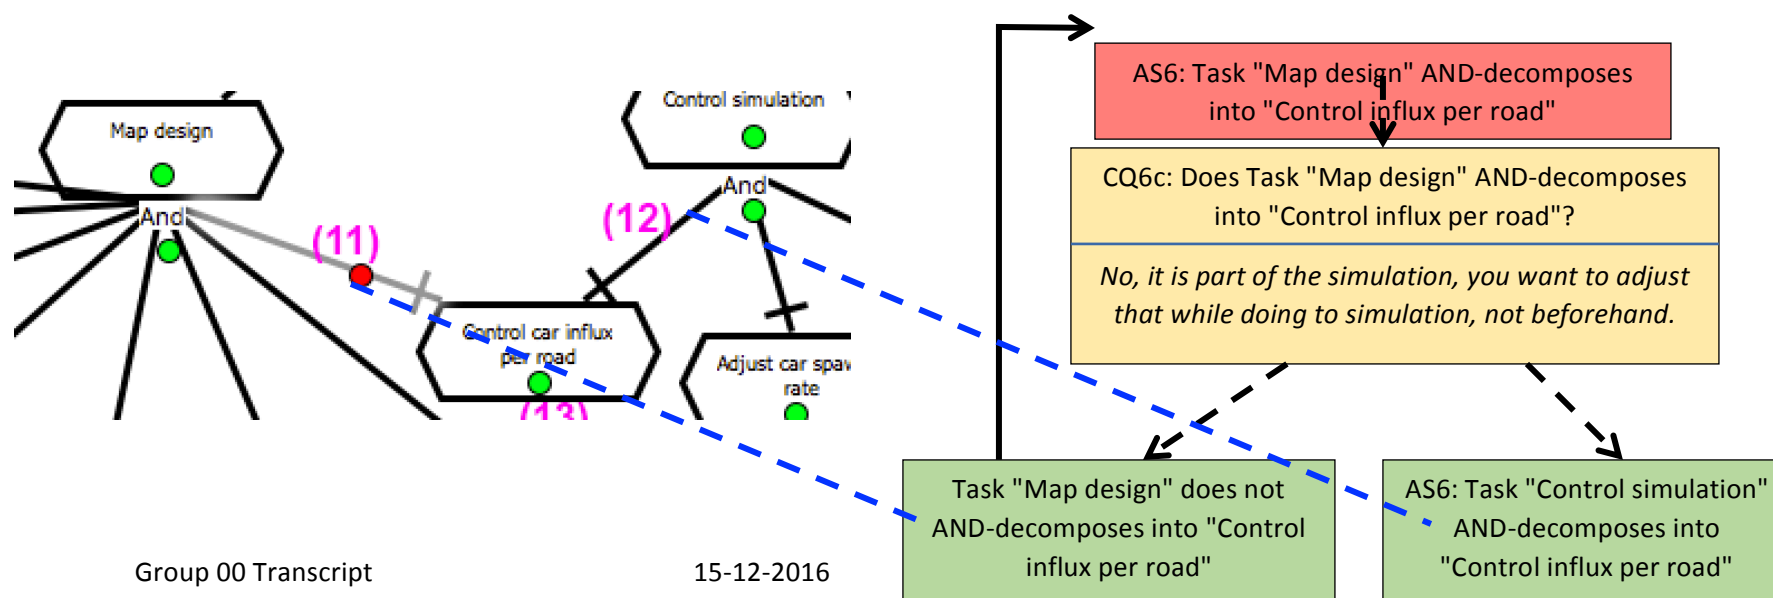 Map design
And
(11)
Control simulation
And
(12)
Control car influx
per road
(13)
Adjust car spaw
rate
AS6: Task "Map design" AND-decomposes
into "Control influx per road"
CQ6c: Does Task "Map design" AND-decomposes
into "Control influx per road"?
No, it is part of the simulation, you want to adjust
that while doing to simulation, not beforehand.
Task "Map design" does not
AND-decomposes into "Control
influx per road"
AS6: Task "Control simulation"
AND-decomposes into
"Control influx per road"
Group 00 Transcript
15-12-2016